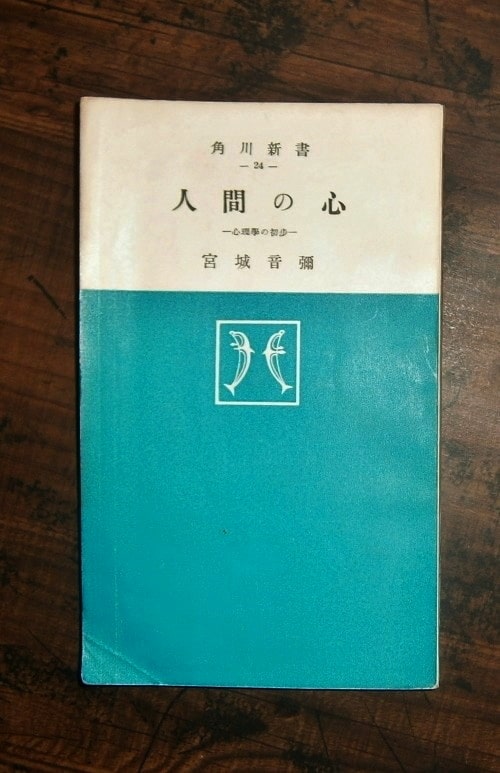 角川新書
— 24 —
人間の心
—心理學の初步—
宮城音彌